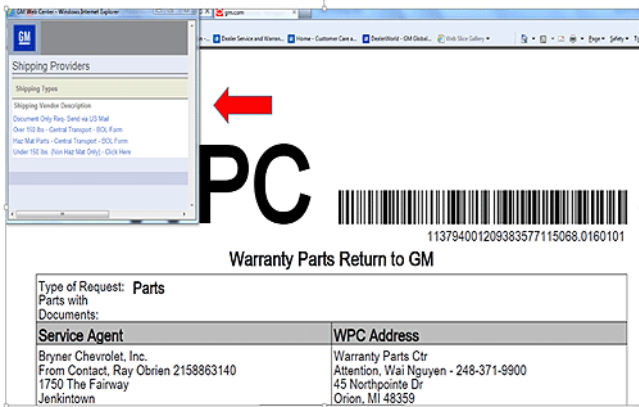 GM Web Center - Windows Internet Explorer
gm.com
Dealer Service and Warran...
Home - Customer Care a...
DealerWorld - GM Global...
Web Slice Gallery
Page
Safety
GM
Shipping Providers
Shipping Types
Shipping Vendor Description
Document Only Req- Send via US Mail
Over 150 lbs - Central Transport - BOL Form
Haz Mat Parts - Central Transport - BOL Form
Under 150 lbs (Non Haz Mat Only) - Click Here
PC
113794001209383577115068.0160101
Warranty Parts Return to GM
Type of Request: Parts
Parts with
Documents:
Service Agent
Bryner Chevrolet, Inc.
From Contact, Ray Obrien 2158863140
1750 The Fairway
Jenkintown
WPC Address
Warranty Parts Ctr
Attention, Wai Nguyen - 248-371-9900
45 Northpointe Dr
Orion, MI 48359